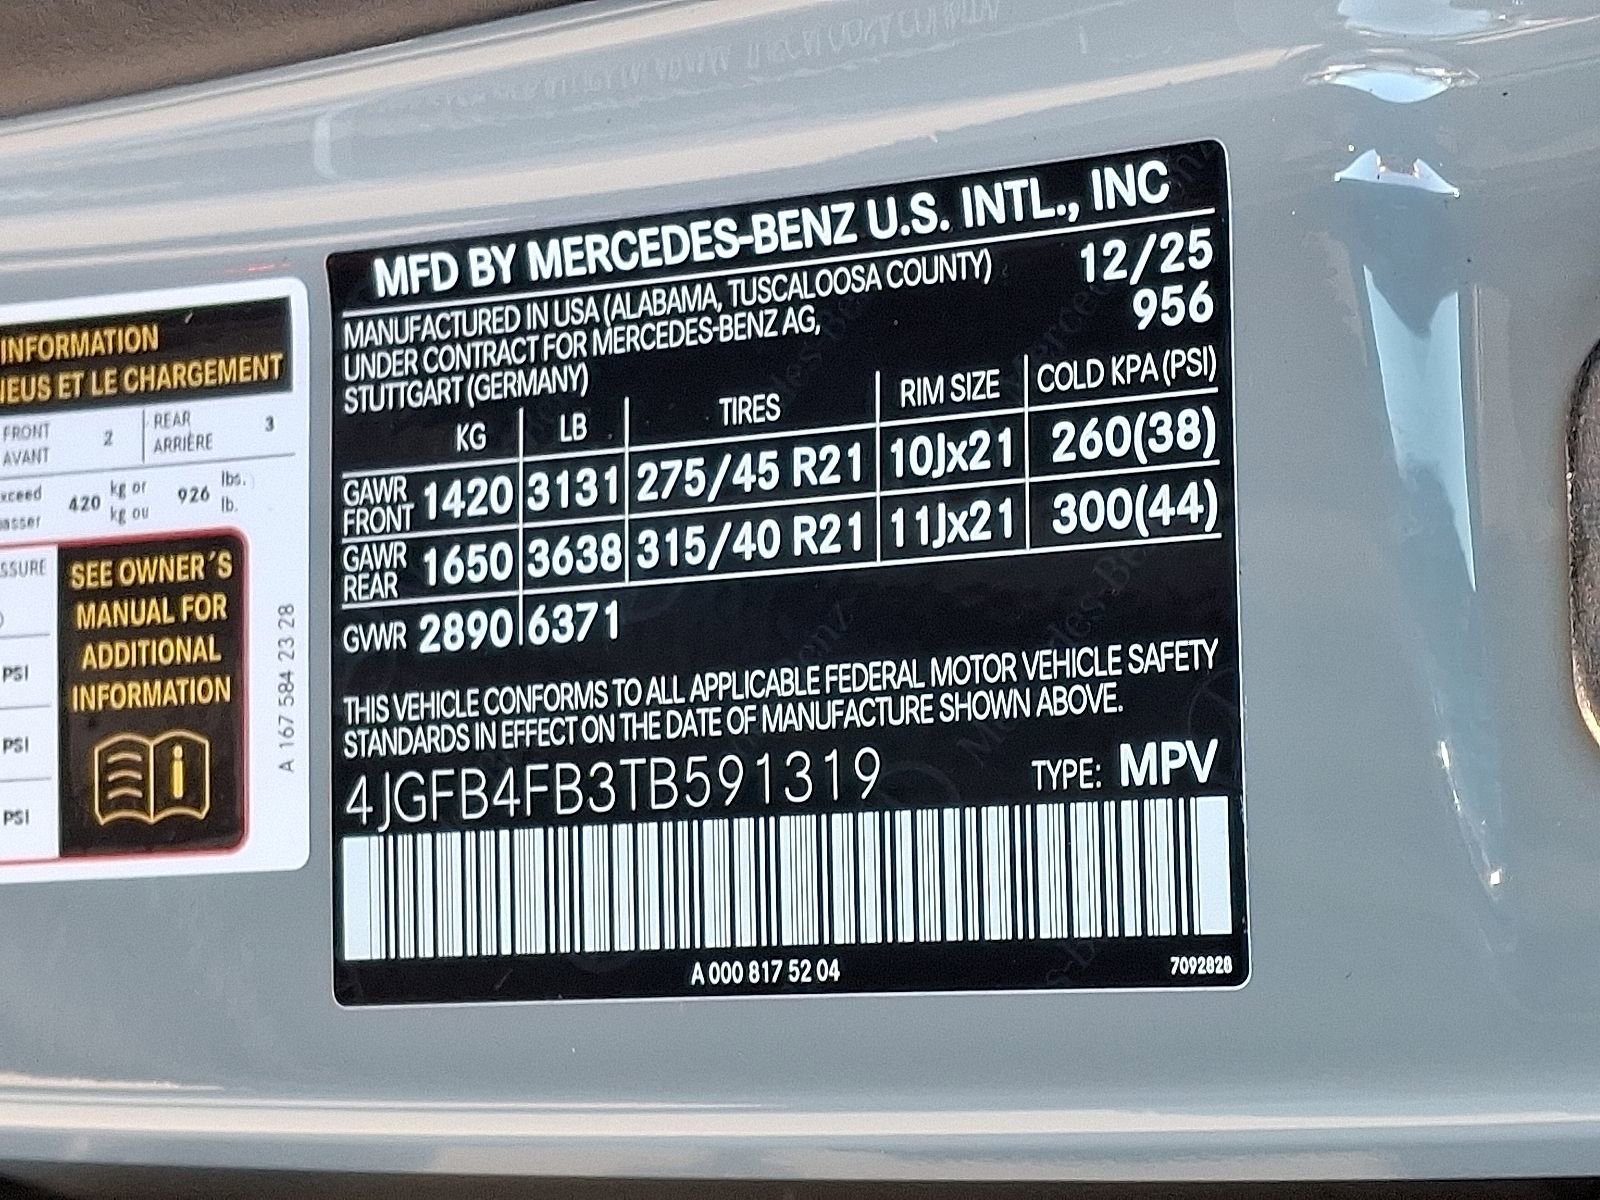 INFORMATION
NEUS ET LE CHARGEMENT
FRONT
AVANT
2
REAR
ARRIÈRE
3
420 kg or
kg ou
926 lbs.
lb.
PSI
PSI
PSI
SEE OWNER´S
MANUAL FOR
ADDITIONAL
INFORMATION
A 167 584 23 28
MFD BY MERCEDES-BENZ U.S. INTL., INC
MANUFACTURED IN USA (ALABAMA, TUSCALOOSA COUNTY) 12/25
UNDER CONTRACT FOR MERCEDES-BENZ AG, 956
STUTTGART (GERMANY)
KG LB TIRES RIM SIZE COLD KPA (PSI)
GAWR FRONT 1420 3131 275/45 R21 10Jx21 260(38)
GAWR REAR 1650 3638 315/40 R21 11Jx21 300(44)
GVWR 2890 6371
THIS VEHICLE CONFORMS TO ALL APPLICABLE FEDERAL MOTOR VEHICLE SAFETY
STANDARDS IN EFFECT ON THE DATE OF MANUFACTURE SHOWN ABOVE.
4JGFB4FB3TB591319 TYPE: MPV
A 000 817 52 04 7092828